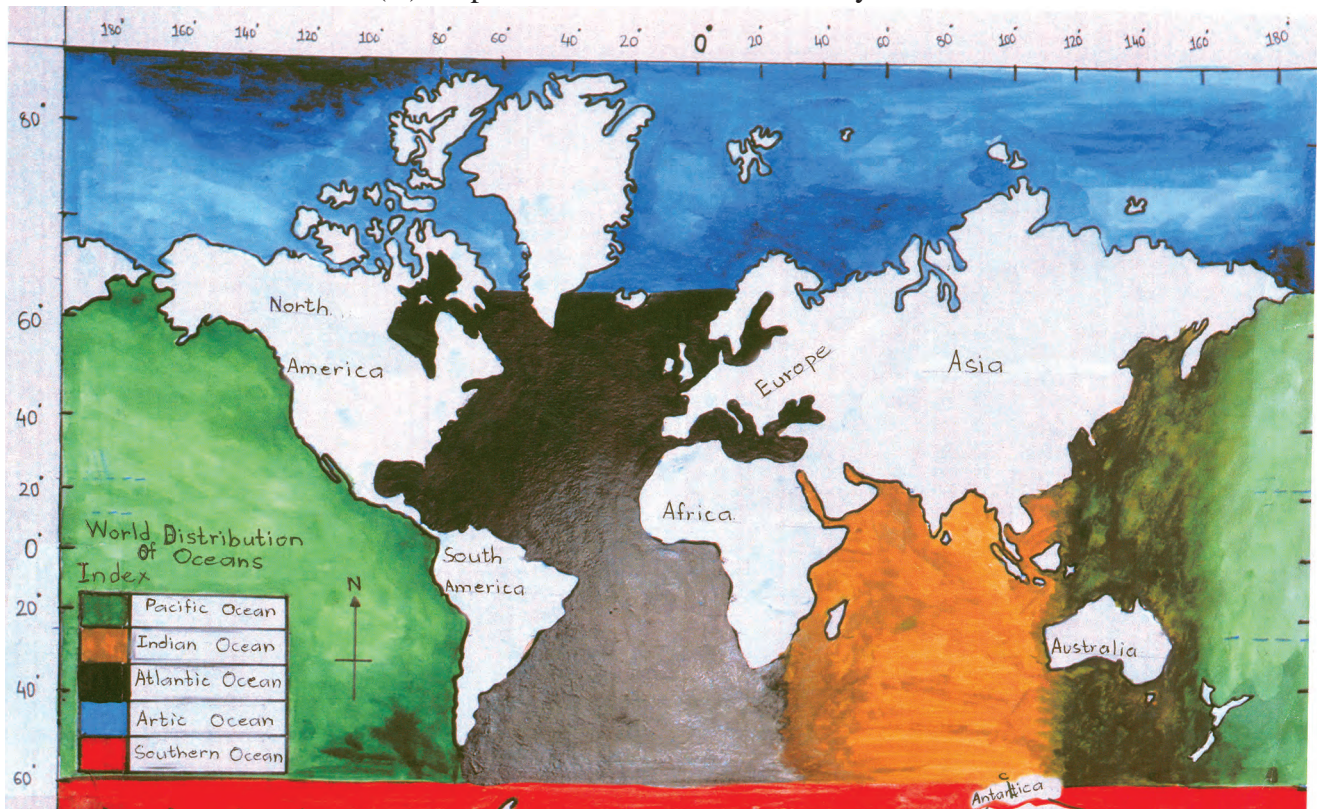 180° 160° 140° 120° 100° 80° 60° 40° 20° 0° 20 40° 60° 80° 100° 120° 140° 160° 180°
80°
60°
40°
20°
0°
20°
40°
60°
North
America
Europe
Asia
Africa
South
America
Australia
Antarctica
World Distribution
Of Oceans
Index
N
Pacific Ocean
Indian Ocean
Atlantic Ocean
Artic Ocean
Southern Ocean